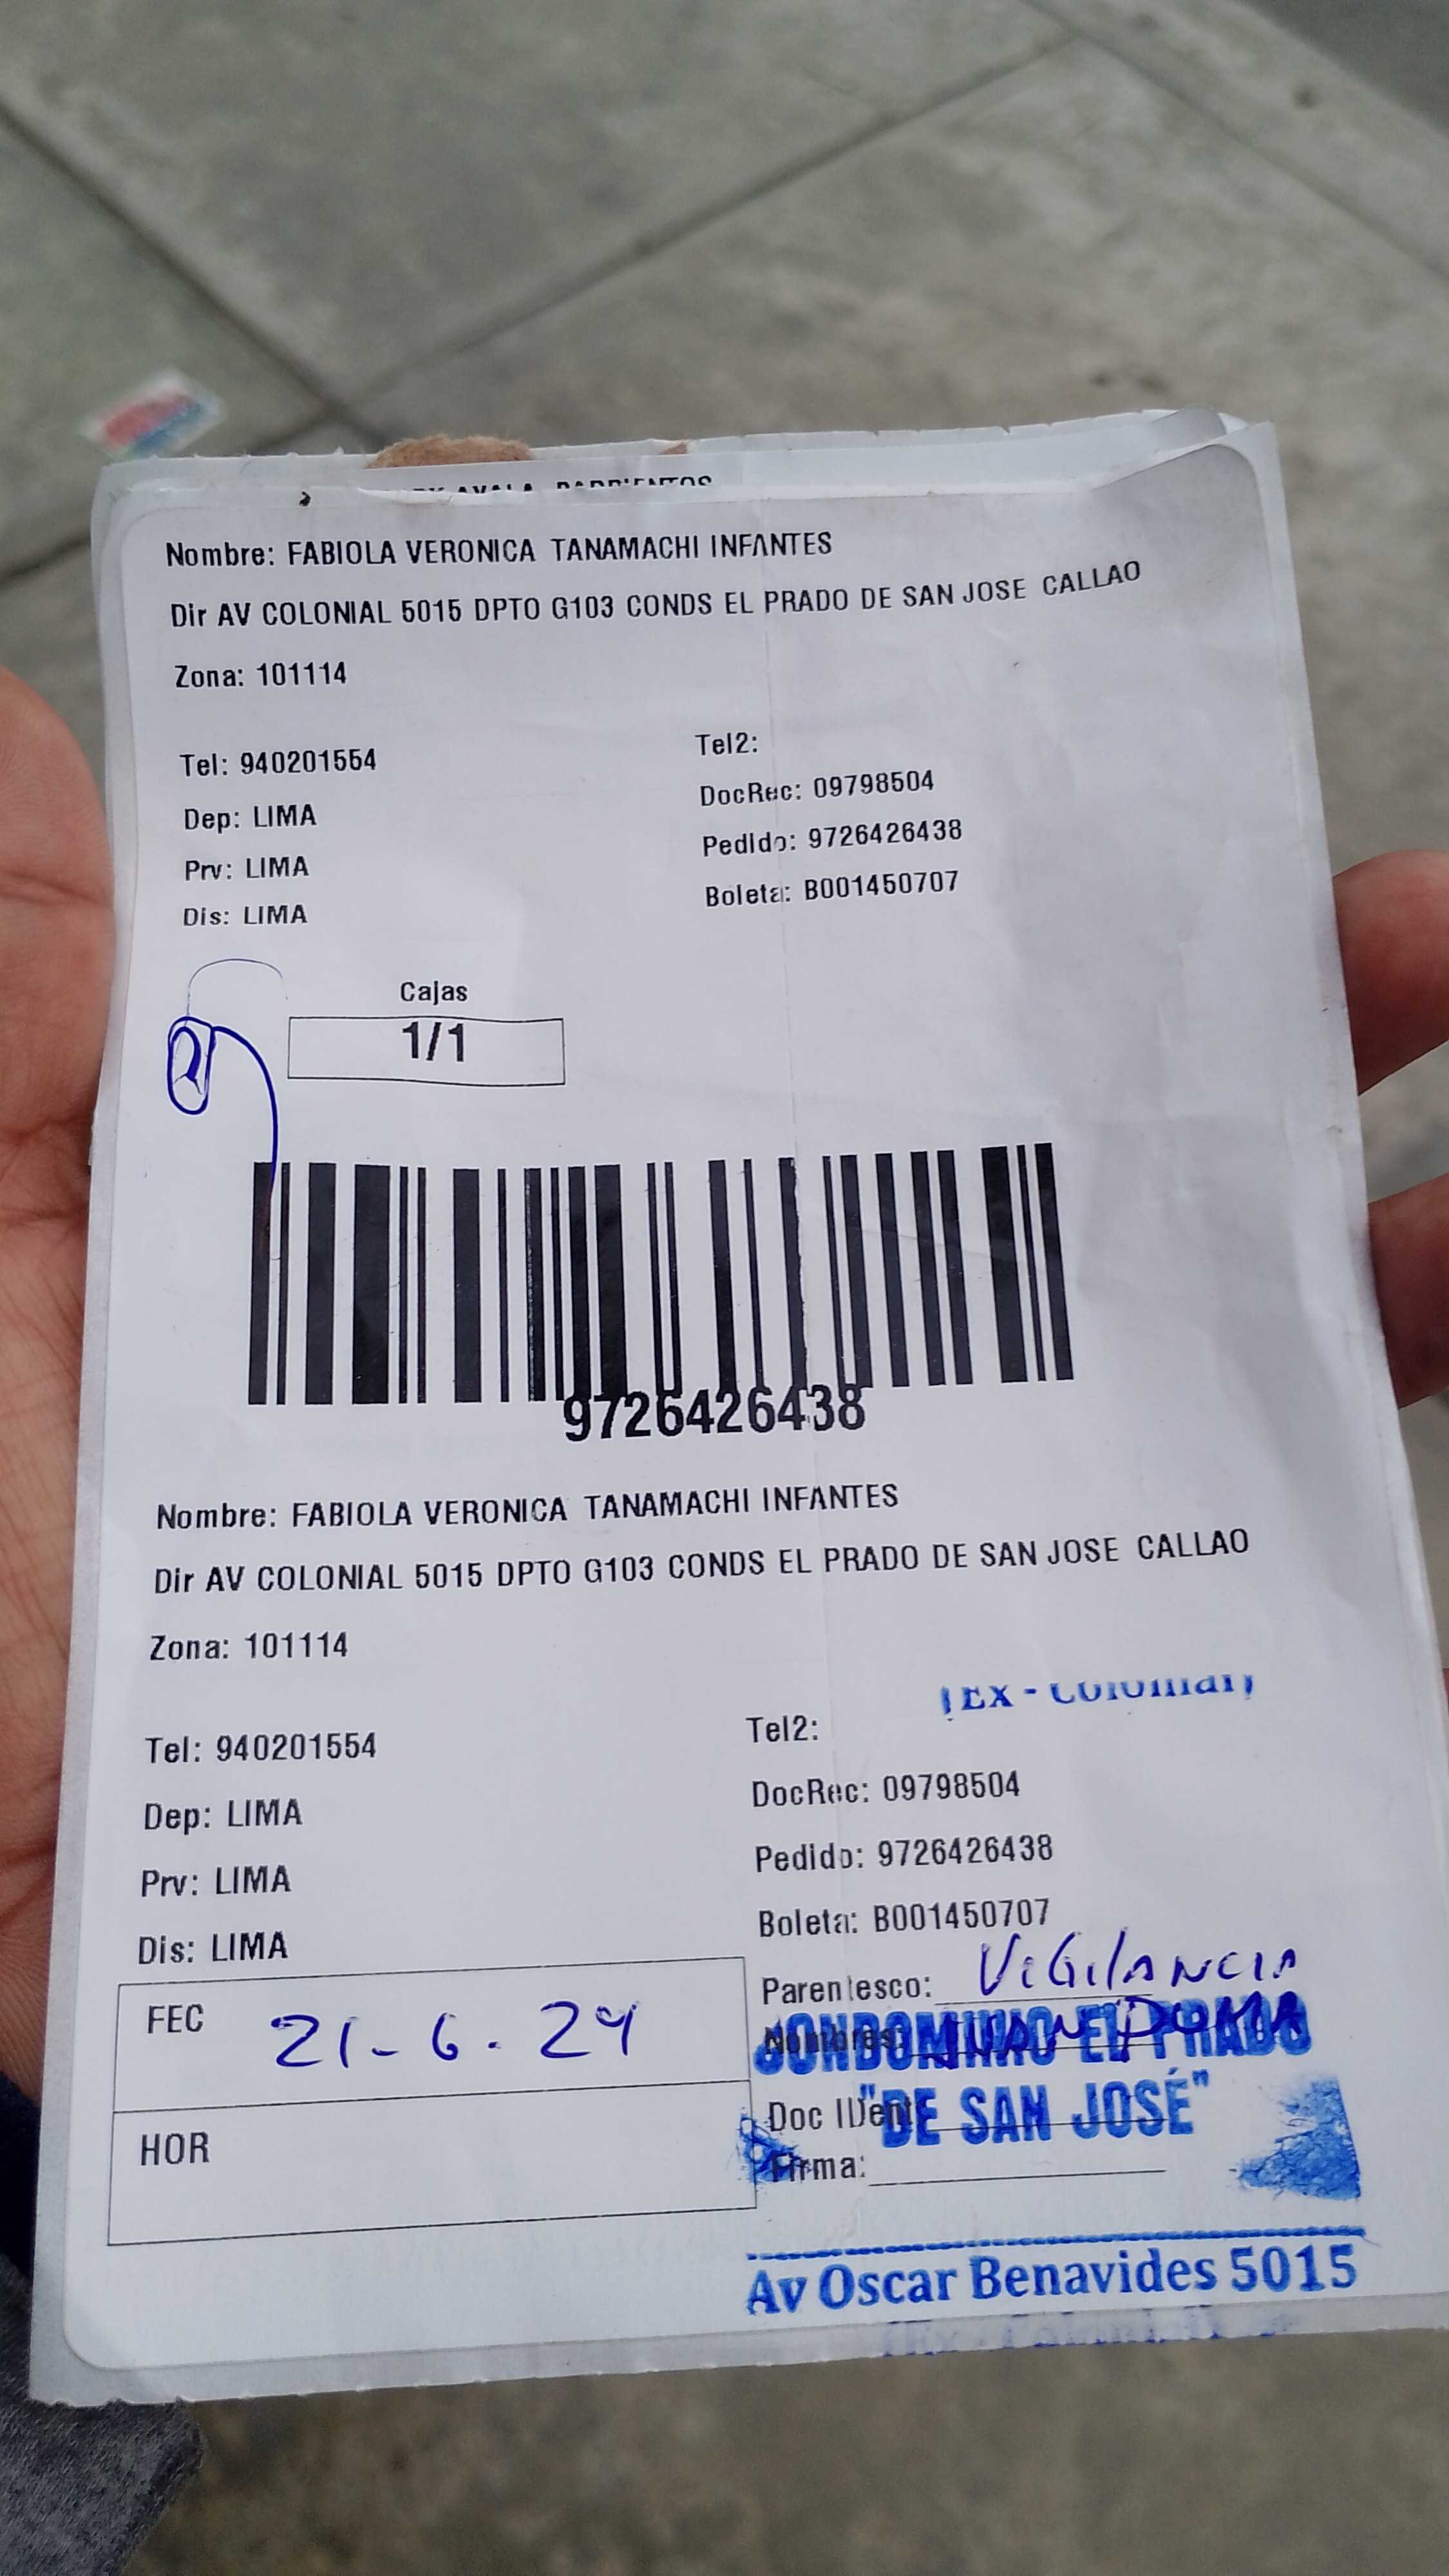 Nombre: FABIOLA VERONICA TANAMACHI INFANTES
Dir AV COLONIAL 5015 DPTO G103 CONDS EL PRADO DE SAN JOSE CALLAO
Zona: 101114
Tel: 940201554
Tel2:
Dep: LIMA
DocRec: 09798504
Prv: LIMA
Pedido: 9726426438
Dis: LIMA
Boleta: B001450707
Cajas
1/1
9726426438
Nombre: FABIOLA VERONICA TANAMACHI INFANTES
Dir AV COLONIAL 5015 DPTO G103 CONDS EL PRADO DE SAN JOSE CALLAO
Zona: 101114
(Ex - Colonial)
Tel: 940201554
Tel2:
Dep: LIMA
DocRec: 09798504
Prv: LIMA
Pedido: 9726426438
Dis: LIMA
Boleta: B001450707
Parentesco: ViGilANCIA
FEC 21-6-24
Nombres:
CONDOMINIO EL PRADO
Doc IDent
"DE SAN JOSÉ"
HOR
Firma:
Av Oscar Benavides 5015